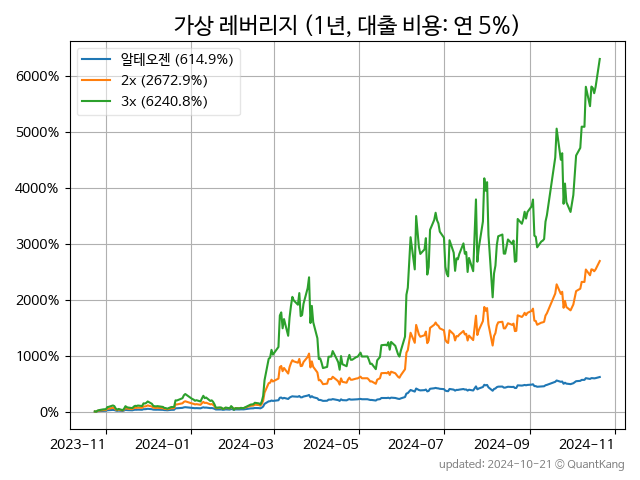 가상 레버리지 (1년, 대출 비용: 연 5%)
알테오젠 (614.9%)
2x (2672.9%)
3x (6240.8%)
6000%
5000%
4000%
3000%
2000%
1000%
0%
2023-11 2024-01 2024-03 2024-05 2024-07 2024-09 2024-11
updated: 2024-10-21 © QuantKang